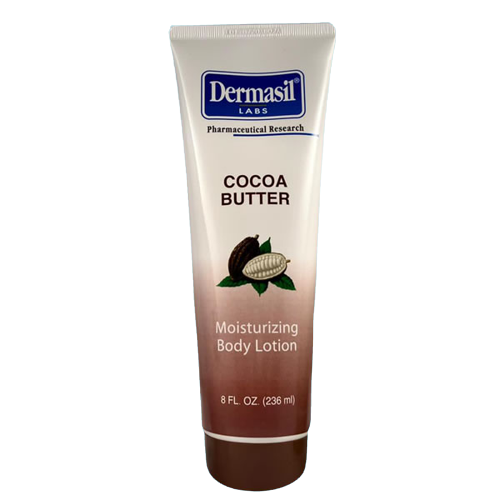 Dermasil®
LABS
Pharmaceutical Research
COCOA
BUTTER
Moisturizing
Body Lotion
8 FL. OZ. (236 ml)